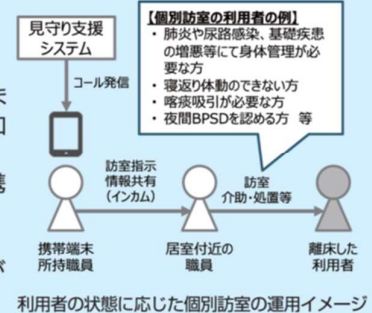 見守り支援
システム
コール発信
【個別訪室の利用者の例】
・ 肺炎や尿路感染、基礎疾患
の増悪等にて身体管理が必
要な方
・ 寝返り体動のできない方
・ 喀痰吸引が必要な方
・ 夜間BPSDを認める方 等
訪室指示
情報共有
(インカム)
訪室
介助・処置等
携帯端末
所持職員
居室付近の
職員
離床した
利用者
利用者の状態に応じた個別訪室の運用イメージ